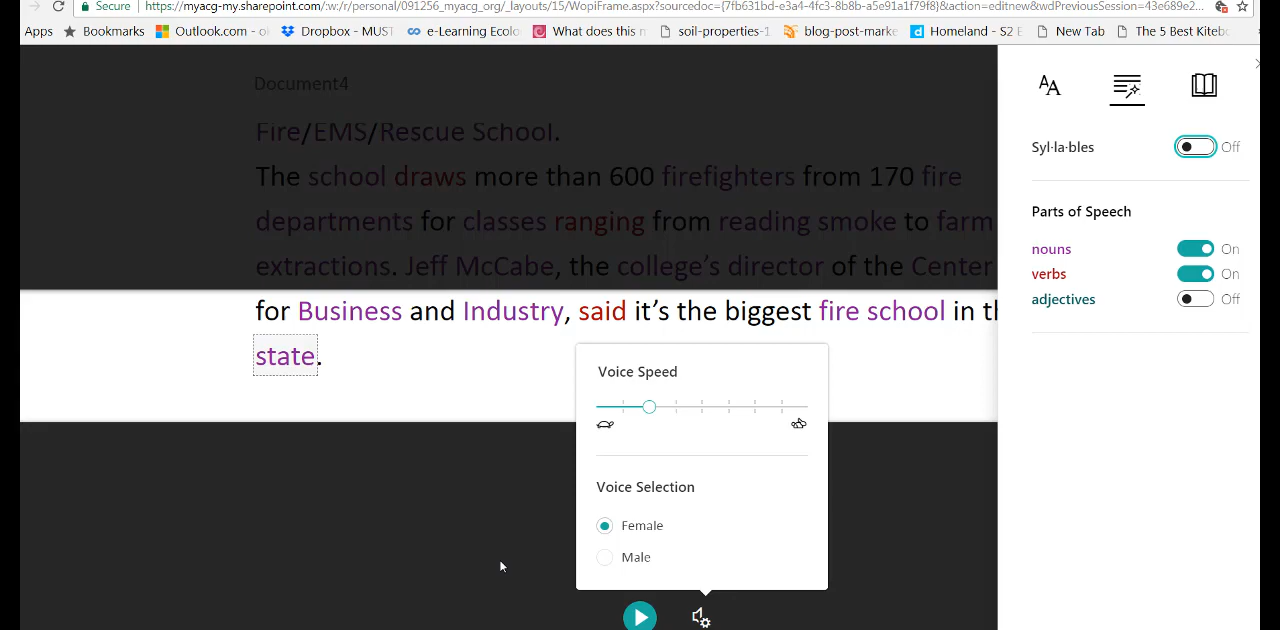 Secure https://myacg-my.sharepoint.com/:w:/r/personal/091256_myacg_org/_layouts/15/WopiFrame.aspx?sourcedoc={7fb631bd-e3a4-4fc3-8b8b-a5e91a1f79f8}&action=editnew&wdPreviousSession=43e689e2...
Apps Bookmarks Outlook.com - Dropbox - MUST e-Learning Ecolo What does this soil-properties-1 blog-post-marke Homeland - S2 E New Tab The 5 Best Kitebo
Document4
Fire/EMS/Rescue School.
The school draws more than 600 firefighters from 170 fire
departments for classes ranging from reading smoke to farm
extractions. Jeff McCabe, the college's director of the Center
for Business and Industry, said it's the biggest fire school in th
state.
Voice Speed
Voice Selection
Female
Male
Syl·la·bles Off
Parts of Speech
nouns On
verbs On
adjectives Off